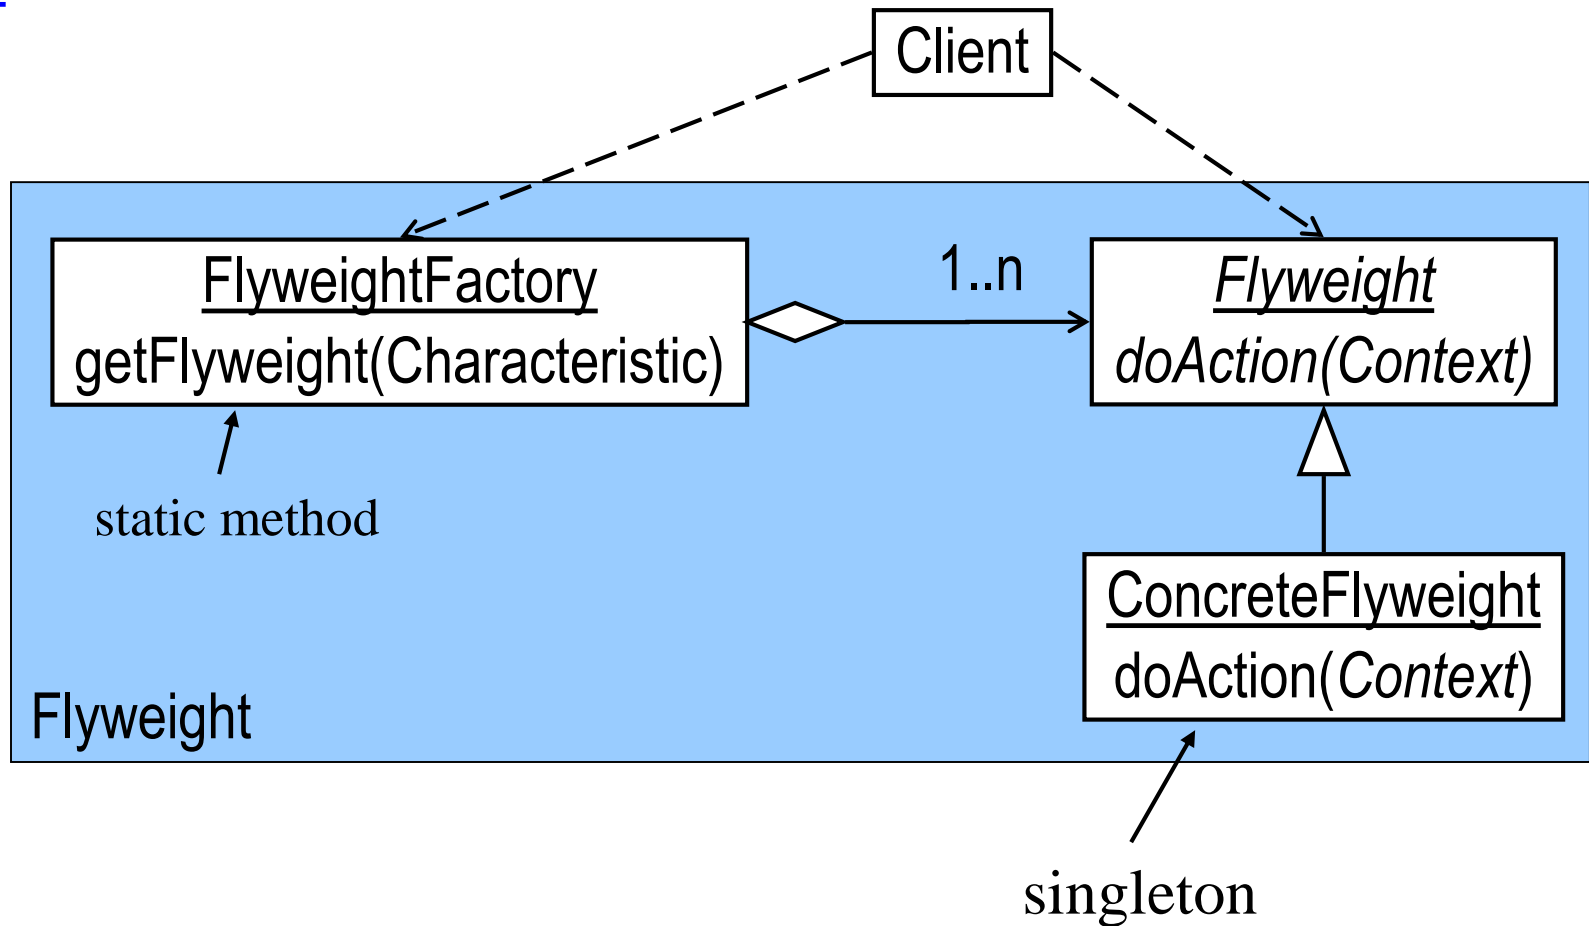 Client
FlyweightFactory
getFlyweight(Characteristic)
1..n
Flyweight
doAction(Context)
static method
ConcreteFlyweight
doAction(Context)
Flyweight
singleton